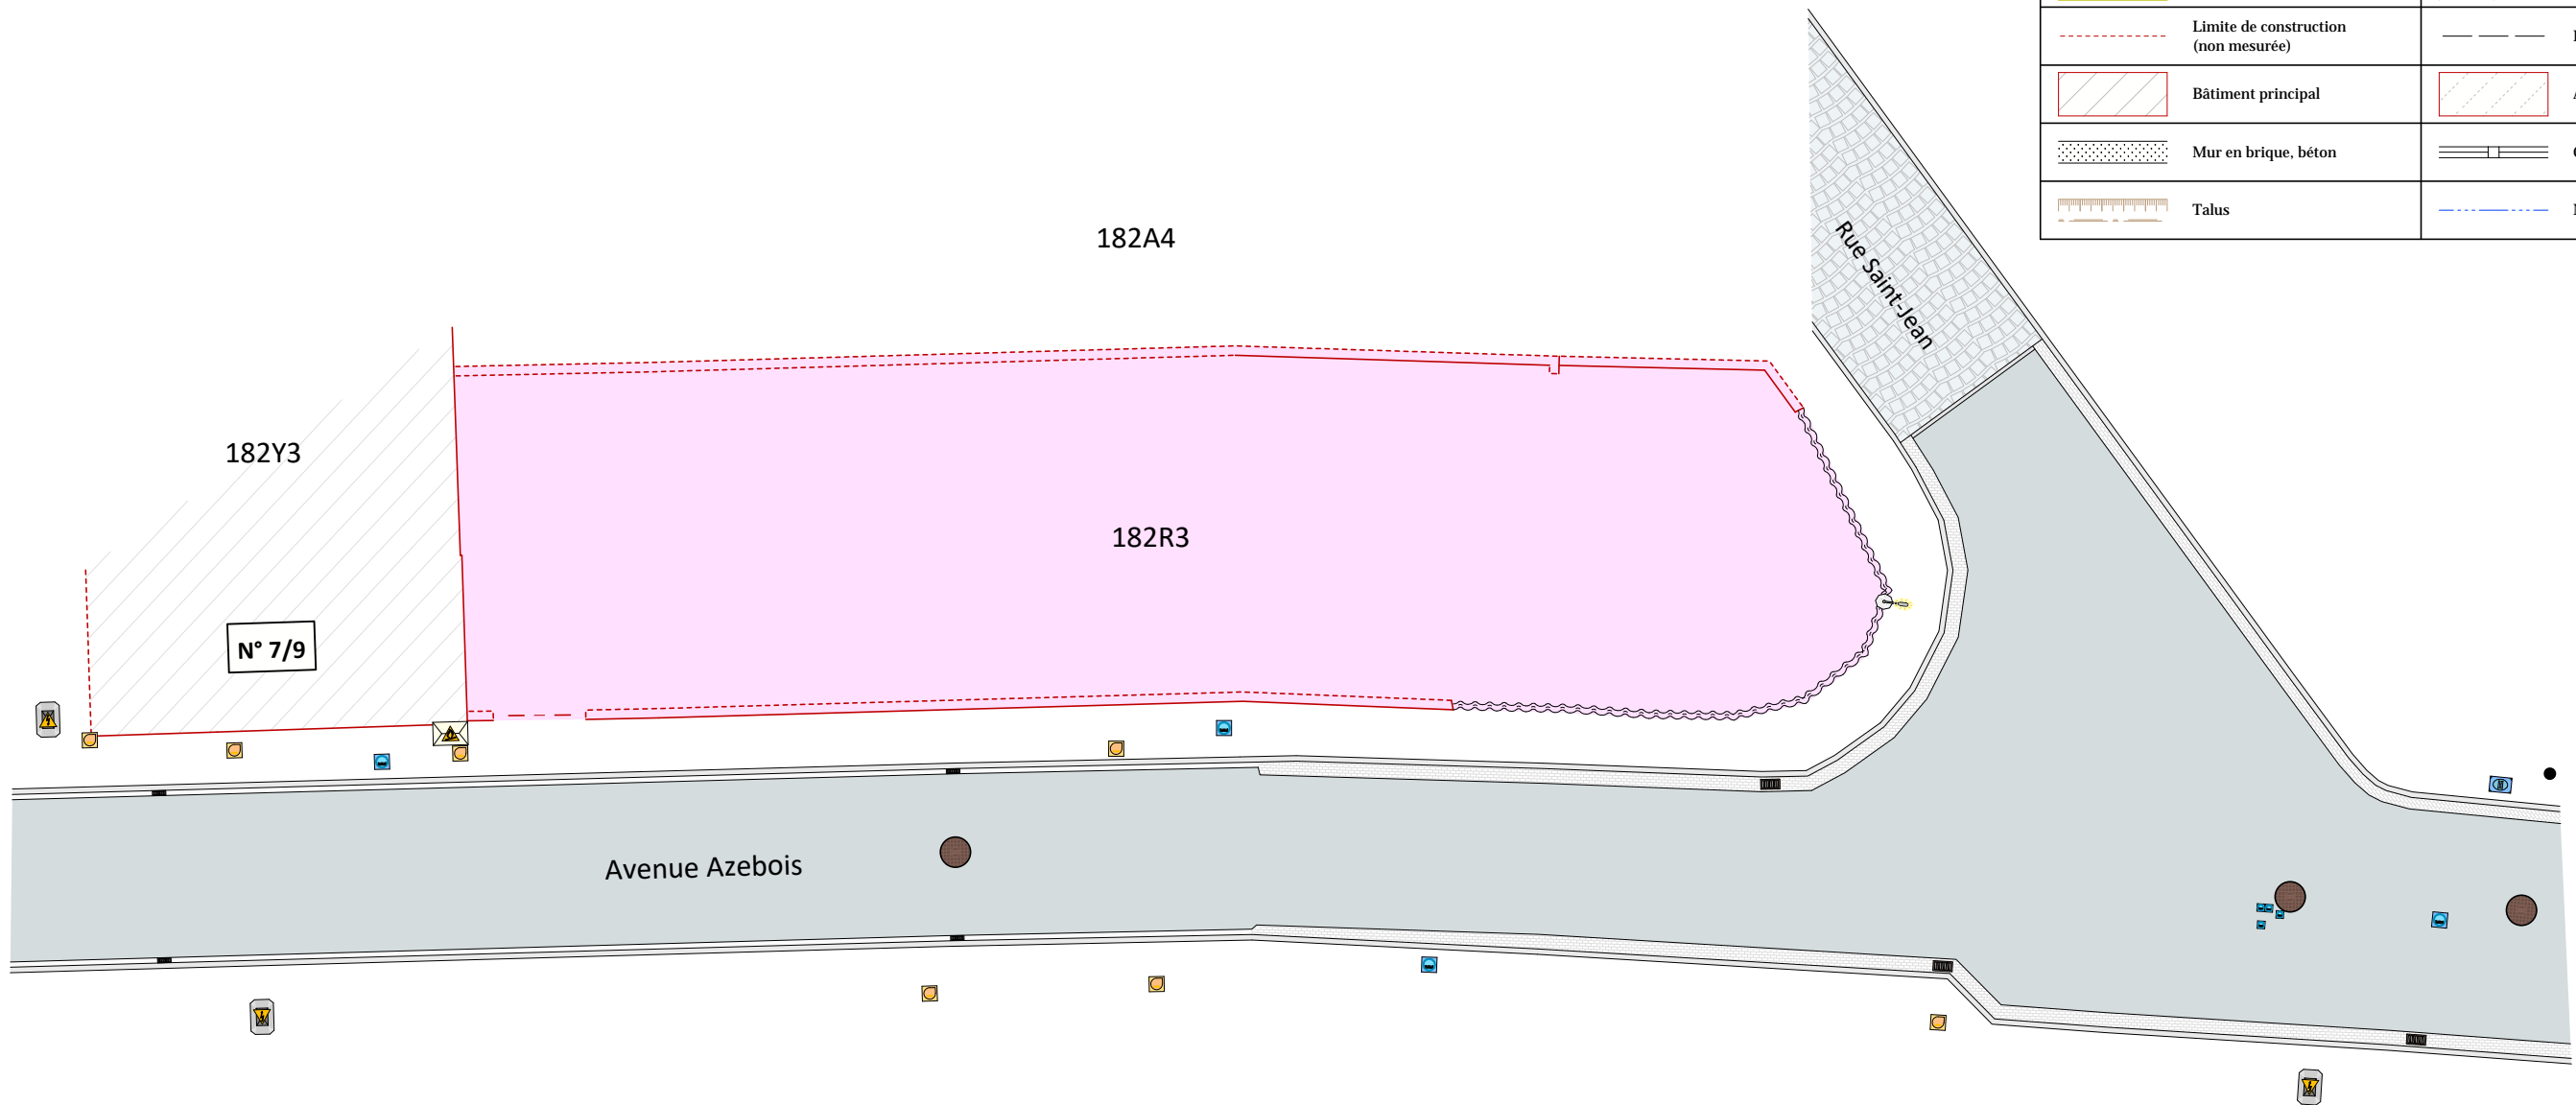 Limite de construction
(non mesurée)
Bâtiment principal
Mur en brique, béton
Talus
182A4
Rue Saint-Jean
182Y3
182R3
N° 7/9
Avenue Azebois